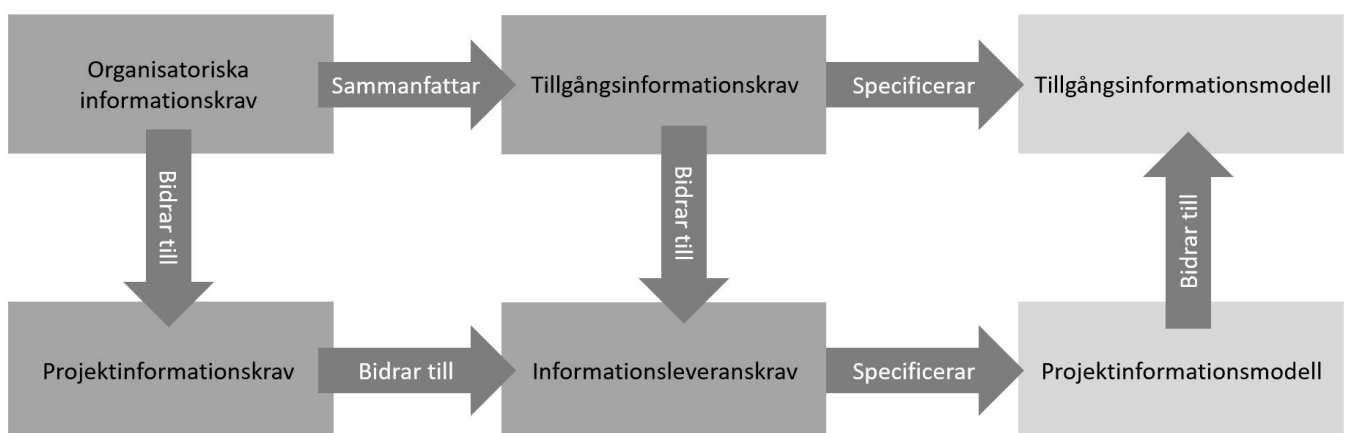 Organisatoriska
informationskrav
Sammanfattar
Tillgångsinformationskrav
Specificerar
Tillgångsinformationsmodell
Bidrar till
Bidrar till
Bidrar till
Projektinformationskrav
Bidrar till
Informationsleveranskrav
Specificerar
Projektinformationsmodell